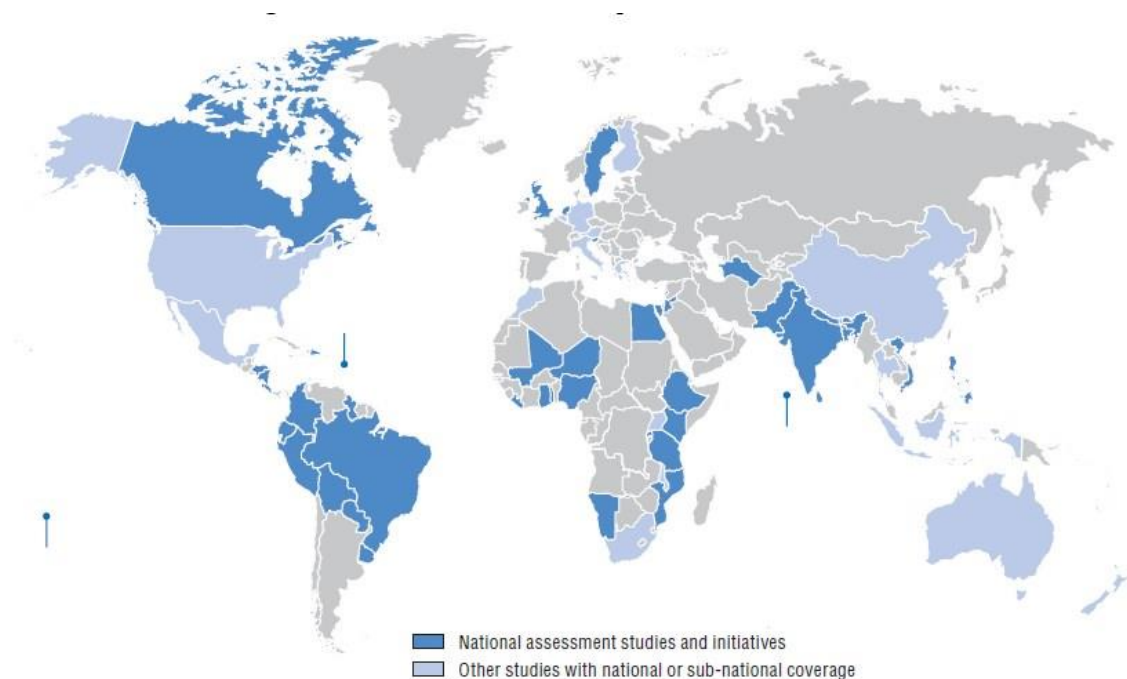 National assessment studies and initiatives
Other studies with national or sub-national coverage